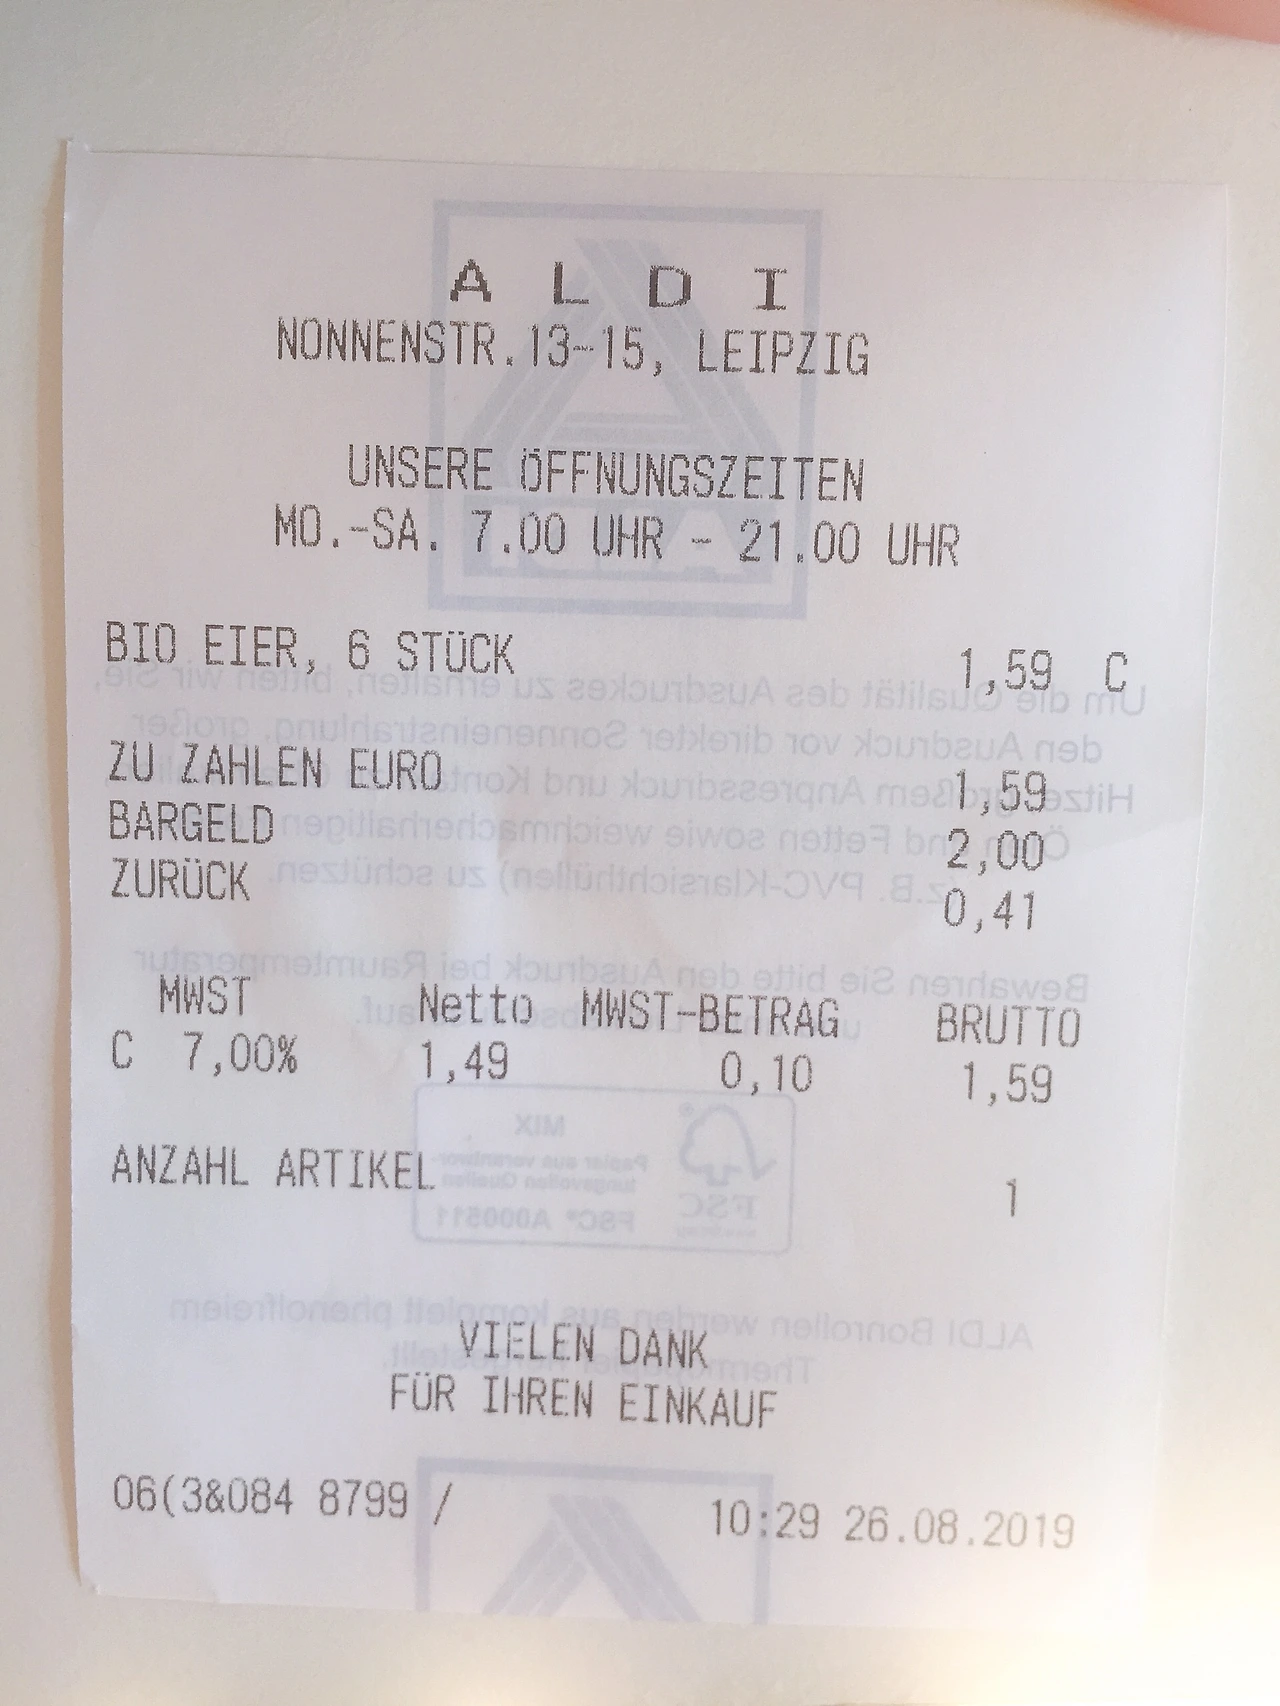 A L D I
NONNENSTR.13-15, LEIPZIG
UNSERE ÖFFNUNGSZEITEN
MO.-SA. 7.00 UHR - 21.00 UHR
BIO EIER, 6 STÜCK 1,59 C
ZU ZAHLEN EURO 1,59
BARGELD 2,00
ZURÜCK 0,41
MWST Netto MWST-BETRAG BRUTTO
C 7,00% 1,49 0,10 1,59
ANZAHL ARTIKEL 1
VIELEN DANK
FÜR IHREN EINKAUF
06(3&084 8799 / 10:29 26.08.2019